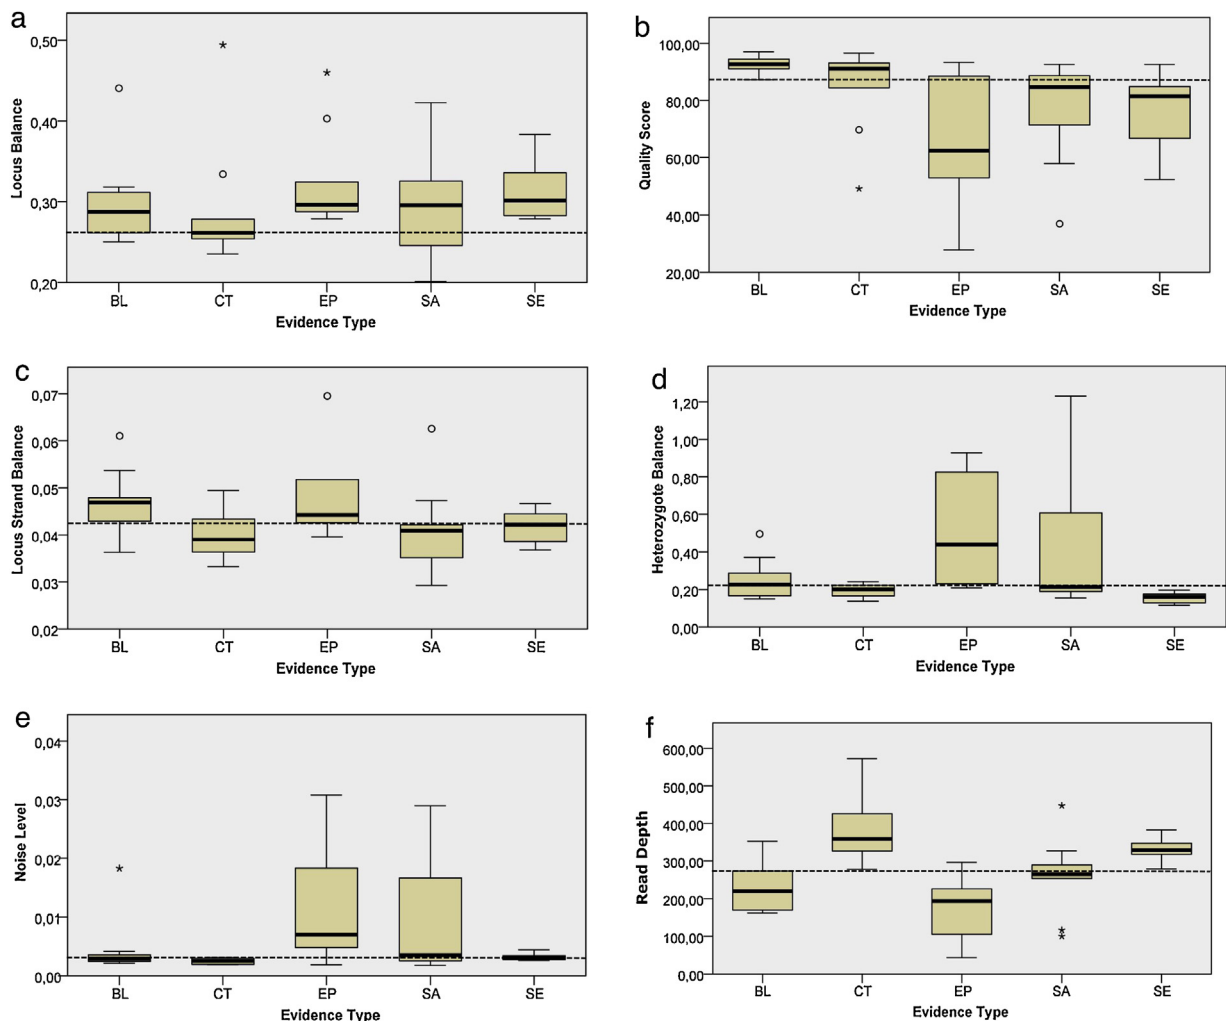 a
Locus Balance
0,50
0,40
0,30
0,20
BL CT EP SA SE
Evidence Type
b
Quality Score
100,00
80,00
60,00
40,00
20,00
BL CT EP SA SE
Evidence Type
c
Locus Strand Balance
0,07
0,06
0,05
0,04
0,03
0,02
BL CT EP SA SE
Evidence Type
d
Heterozygote Balance
1,20
1,00
0,80
0,60
0,40
0,20
0,00
BL CT EP SA SE
Evidence Type
e
Noise Level
0,04
0,03
0,02
0,01
0,00
BL CT EP SA SE
Evidence Type
f
Read Depth
600,00
500,00
400,00
300,00
200,00
100,00
0,00
BL CT EP SA SE
Evidence Type